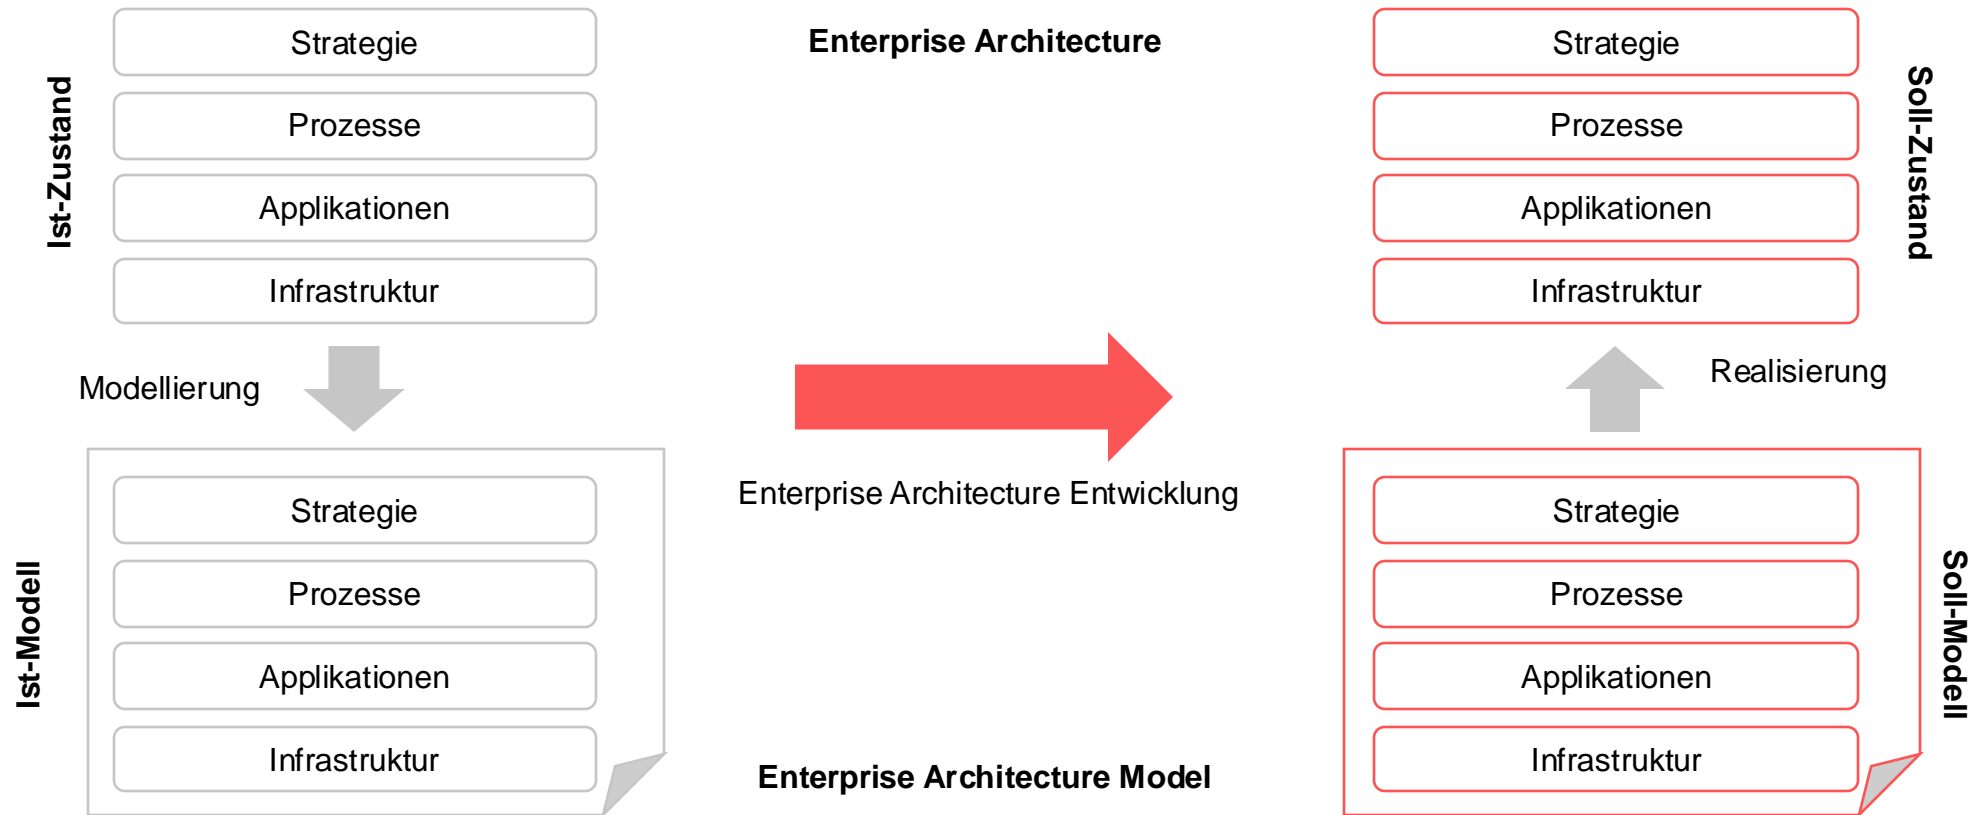 Ist-Zustand
Strategie
Prozesse
Applikationen
Infrastruktur
Enterprise Architecture
Strategie
Prozesse
Applikationen
Infrastruktur
Soll-Zustand
Modellierung
Enterprise Architecture Entwicklung
Realisierung
Ist-Modell
Strategie
Prozesse
Applikationen
Infrastruktur
Enterprise Architecture Model
Strategie
Prozesse
Applikationen
Infrastruktur
Soll-Modell